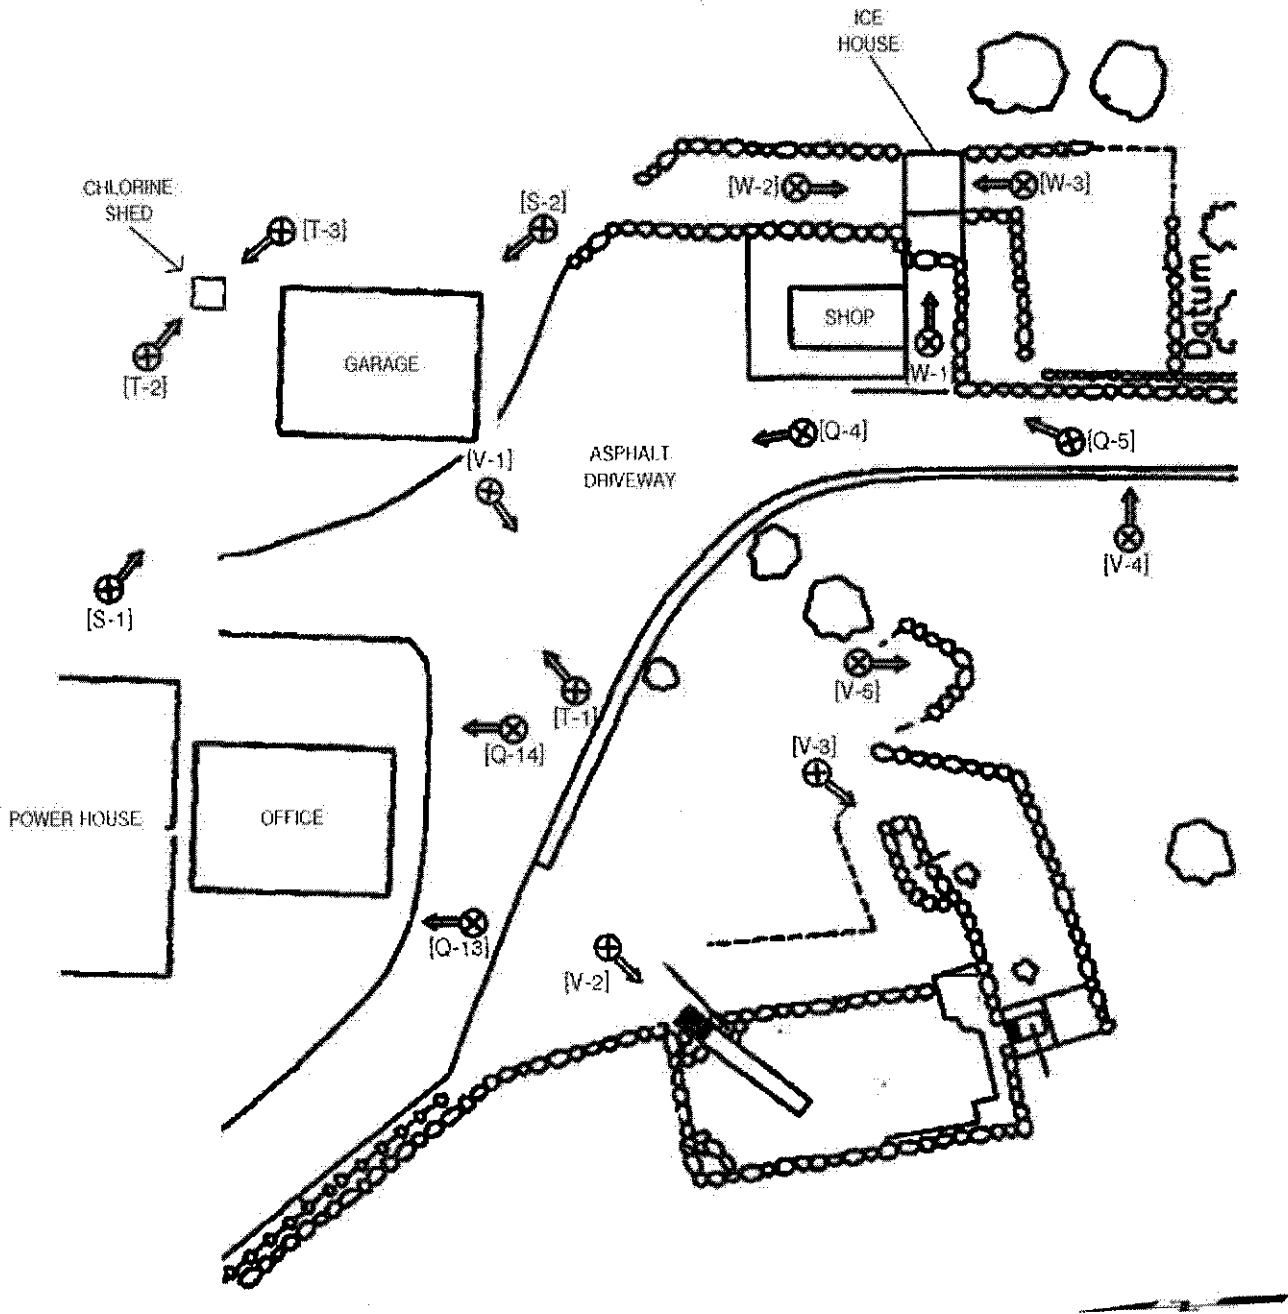 ICE
HOUSE
[W-2]
[W-3]
CHLORINE
SHED
[T-3]
[S-2]
Datum
SHOP
GARAGE
[T-2]
[W-1
[Q-4]
[Q-5]
[V-1]
ASPHALT
DRIVEWAY
[V-4]
[S-1]
[V-6]
[T-1]
[Q-14]
[V-3]
POWER HOUSE
OFFICE
[Q-13]
[V-2]